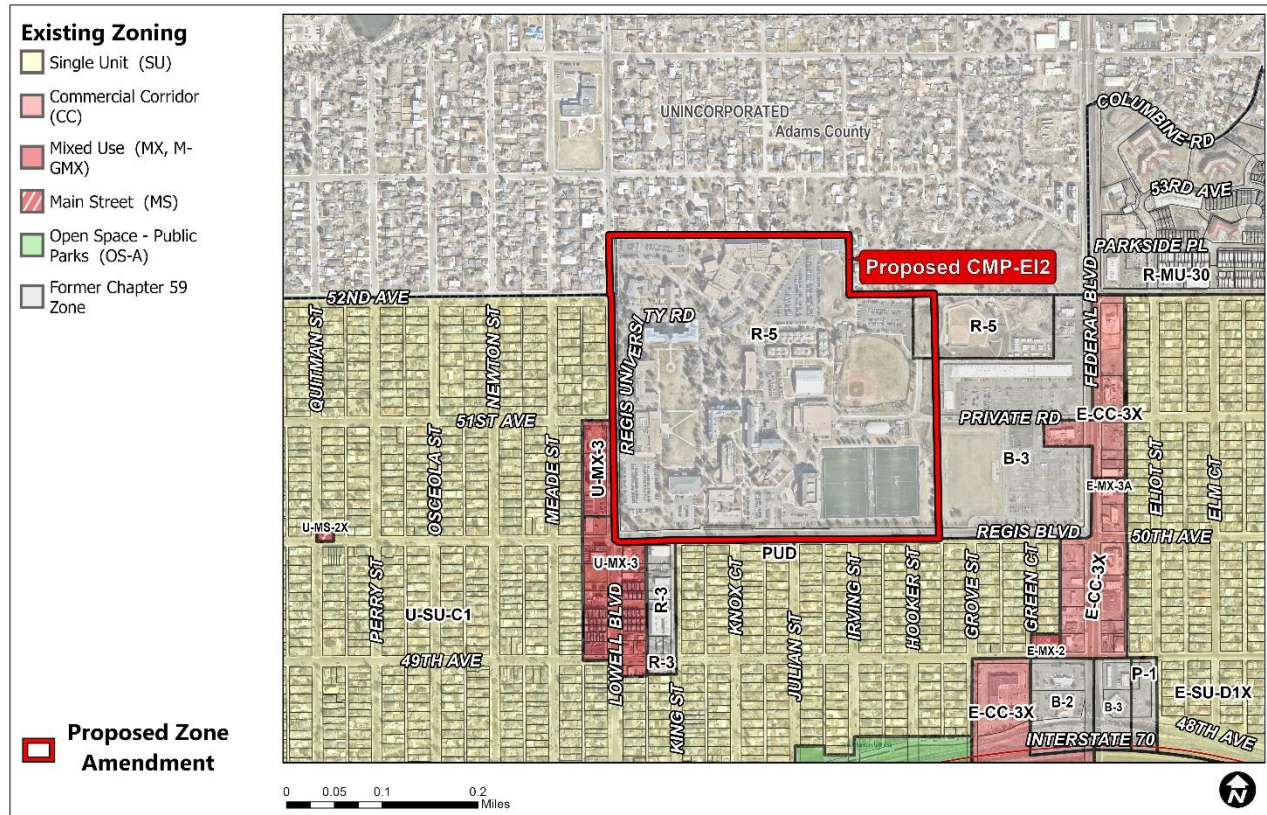 Existing Zoning
Single Unit (SU)
Commercial Corridor
(CC)
Mixed Use (MX, M-
GMX)
Main Street (MS)
Open Space - Public
Parks (OS-A)
Former Chapter 59
Zone
Proposed Zone
Amendment
UNINCORPORATED
Adams County
COLUMBINE RD
53RD AVE
PARKSIDE PL
R-MU-30
Proposed CMP-EI2
52ND AVE
REGIS UNIVERSI
TY RD
R-5
R-5
FEDERAL BLVD
QUITMAN ST
NEWTON ST
51ST AVE
PRIVATE RD
E-CC-3X
OSCEOLA ST
MEADE ST
U-MX-3
B-3
E-MX-3A
ELIOT ST
ELM CT
U-MS-2X
REGIS BLVD
50TH AVE
PUD
U-MX-3
PERRY ST
U-SU-C1
LOWELL BLVD
R-3
KNOX CT
JULIAN ST
IRVING ST
HOOKER ST
GROVE ST
GREEN CT
E-CC-3X
E-MX-2
49TH AVE
R-3
KING ST
E-CC-3X
B-2
B-3
P-1
E-SU-D1X
48TH AVE
INTERSTATE 70
0 0.05 0.1 0.2
Miles
N